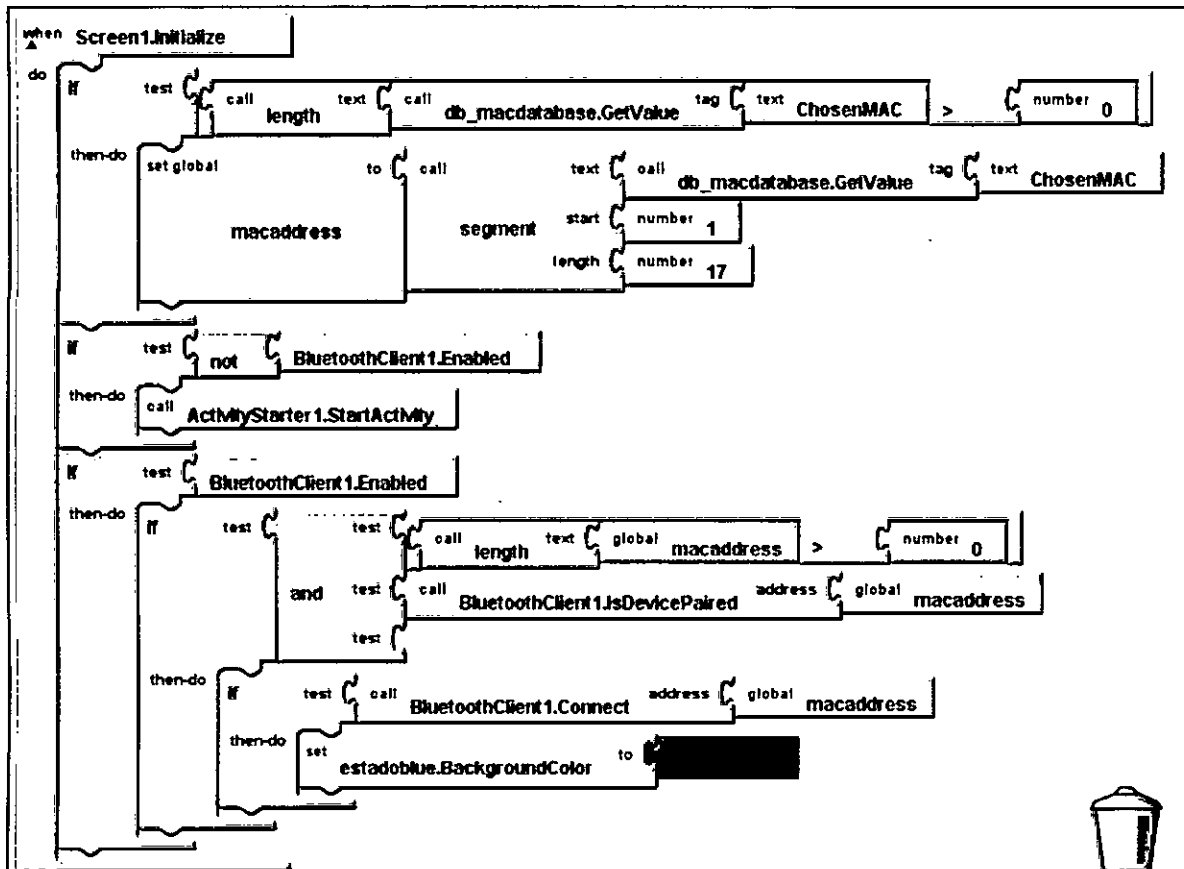 when Screen1.Initialize
do
if test call length text call db_macdatabase.GetValue tag text ChosenMAC > number 0
then-do set global macaddress to call segment text call db_macdatabase.GetValue tag text ChosenMAC
start number 1
length number 17
if test not BluetoothClient1.Enabled
then-do call ActivityStarter1.StartActivity
if test BluetoothClient1.Enabled
then-do if test and test call length text global macaddress > number 0
test call BluetoothClient1.IsDevicePaired address global macaddress
test
then-do if test call BluetoothClient1.Connect address global macaddress
then-do set estadoblue.BackgroundColor to